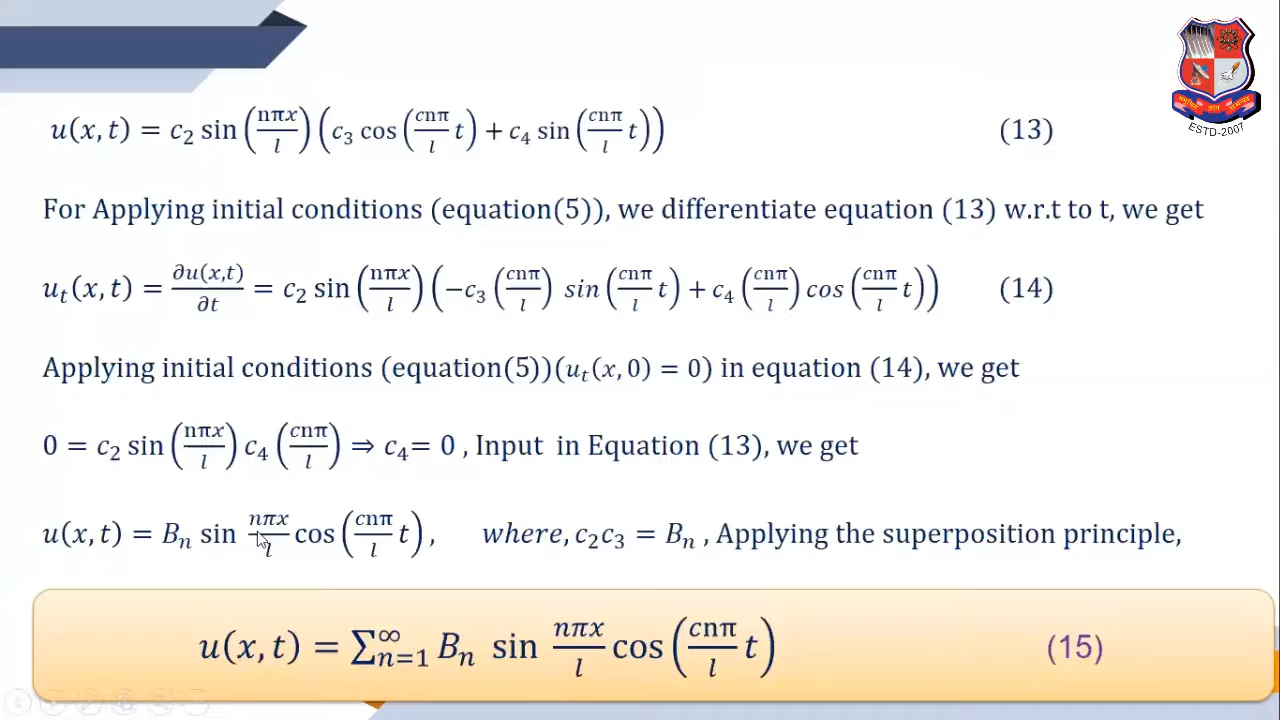 u(x, t) = c₂ sin (nπx/l) (c₃ cos (cnπ/l t) + c₄ sin (cnπ/l t)) (13)
For Applying initial conditions (equation(5)), we differentiate equation (13) w.r.t to t, we get
uₜ(x, t) = ∂u(x,t)/∂t = c₂ sin (nπx/l) (−c₃ (cnπ/l) sin (cnπ/l t) + c₄ (cnπ/l) cos (cnπ/l t)) (14)
Applying initial conditions (equation(5))(uₜ(x, 0) = 0) in equation (14), we get
0 = c₂ sin (nπx/l) c₄ (cnπ/l) ⇒ c₄= 0 , Input in Equation (13), we get
u(x, t) = Bₙ sin nπx/l cos (cnπ/l t), where, c₂c₃ = Bₙ , Applying the superposition principle,
u(x, t) = ∑ₙ₌₁^∞ Bₙ sin nπx/l cos (cnπ/l t) (15)
ESTD-2007